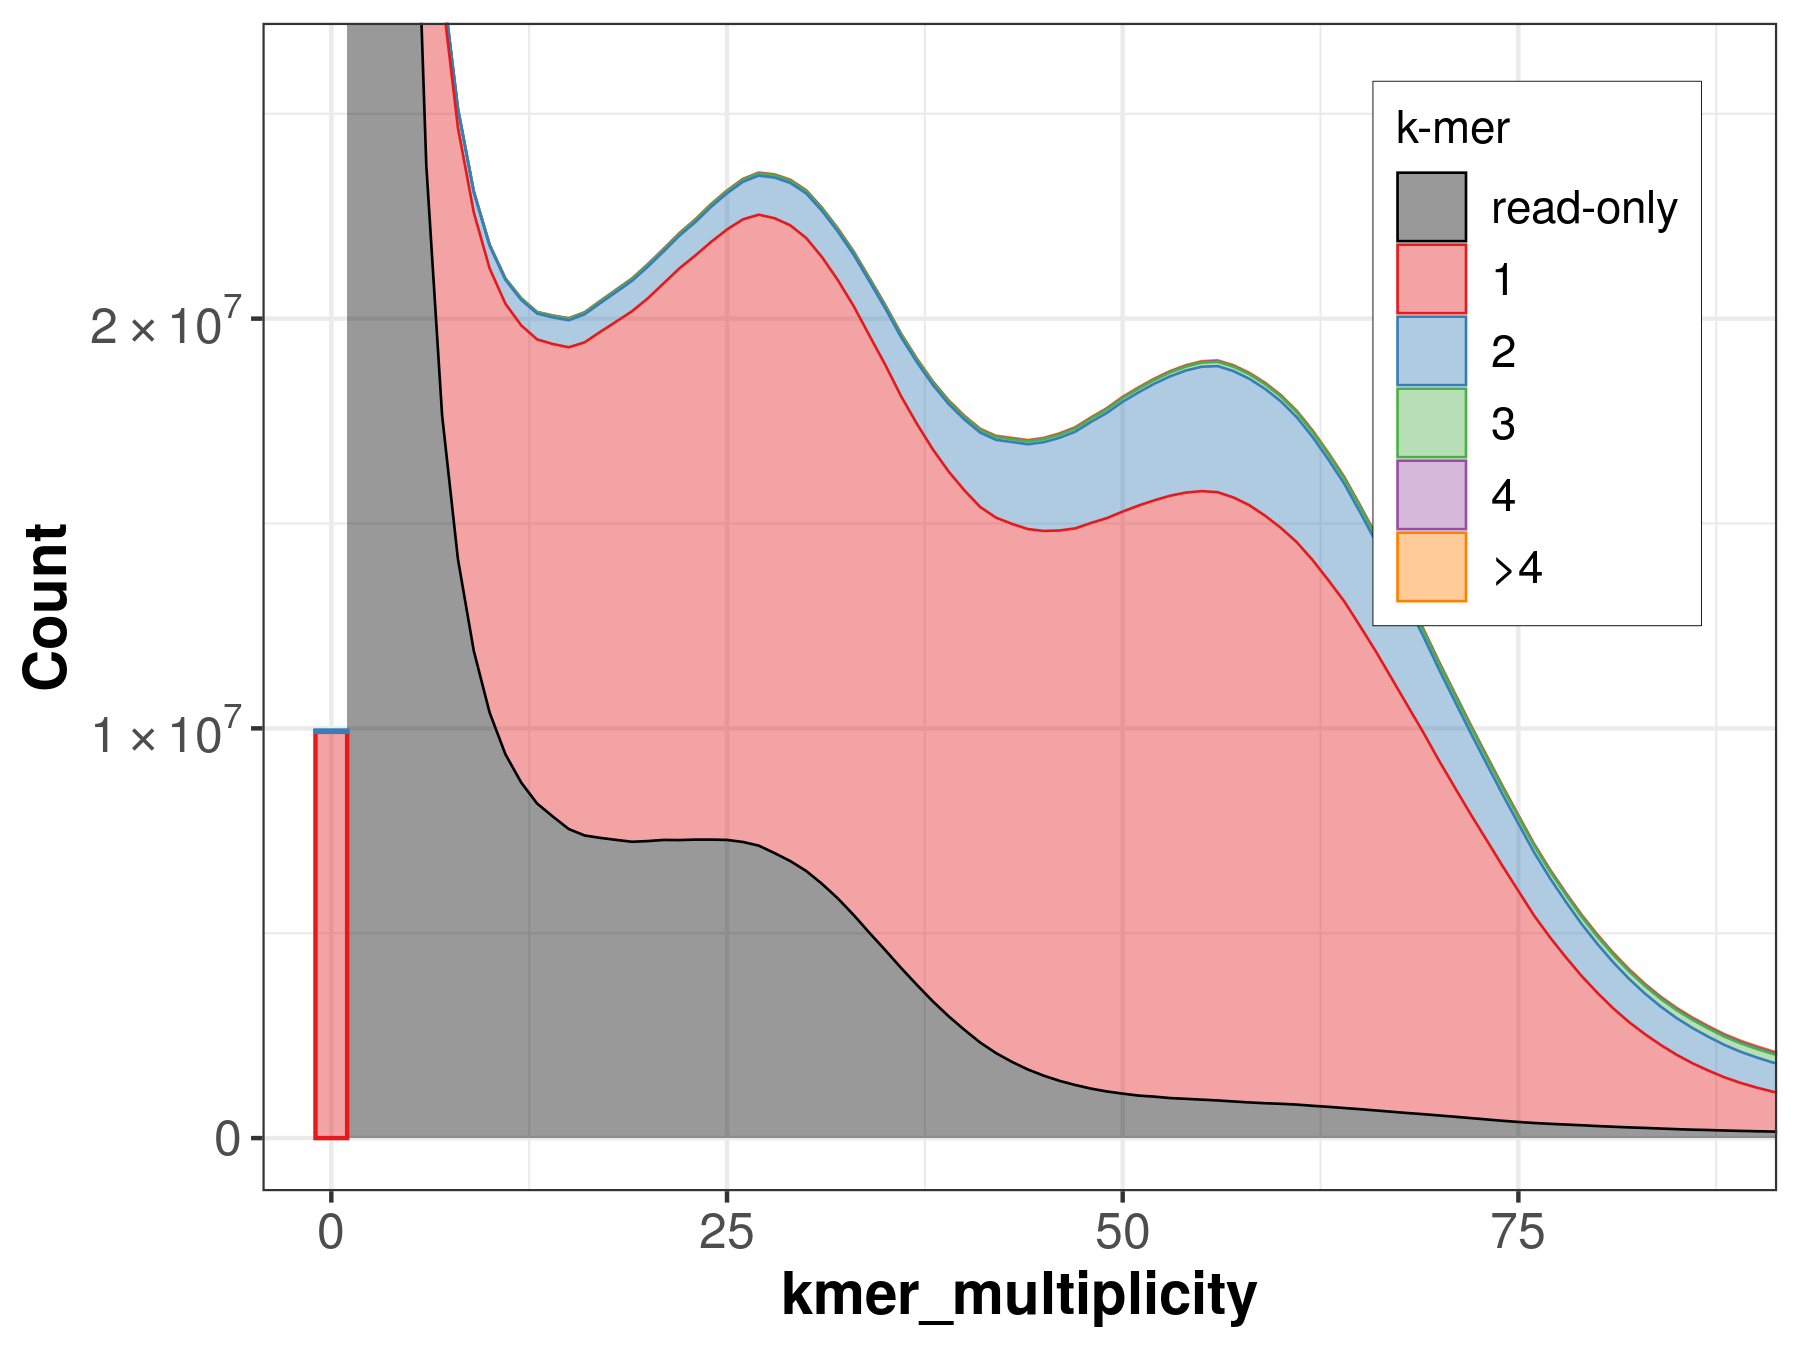 k-mer
read-only
1
2
3
4
>4
Count
2 × 10⁷
1 × 10⁷
0
0 25 50 75
kmer_multiplicity